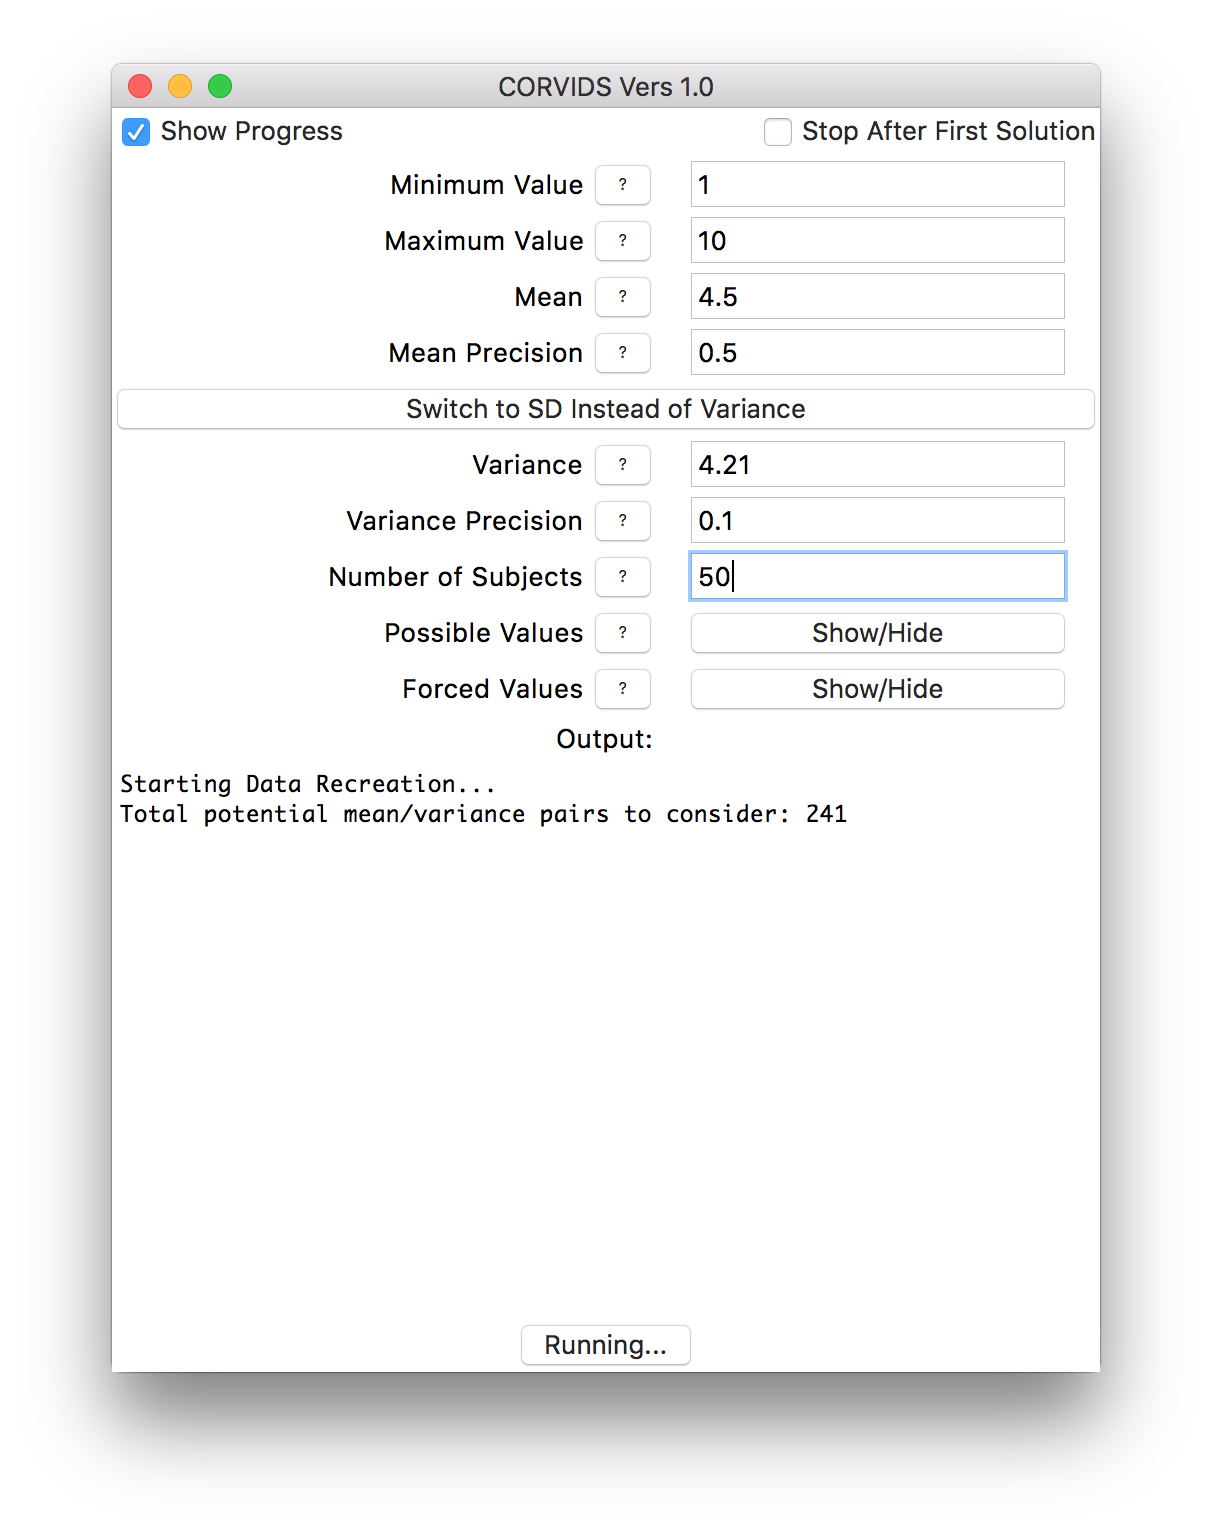 CORVIDS Vers 1.0
Show Progress Stop After First Solution
Minimum Value ? 1
Maximum Value ? 10
Mean ? 4.5
Mean Precision ? 0.5
Switch to SD Instead of Variance
Variance ? 4.21
Variance Precision ? 0.1
Number of Subjects ? 50
Possible Values ? Show/Hide
Forced Values ? Show/Hide
Output:
Starting Data Recreation...
Total potential mean/variance pairs to consider: 241
Running...